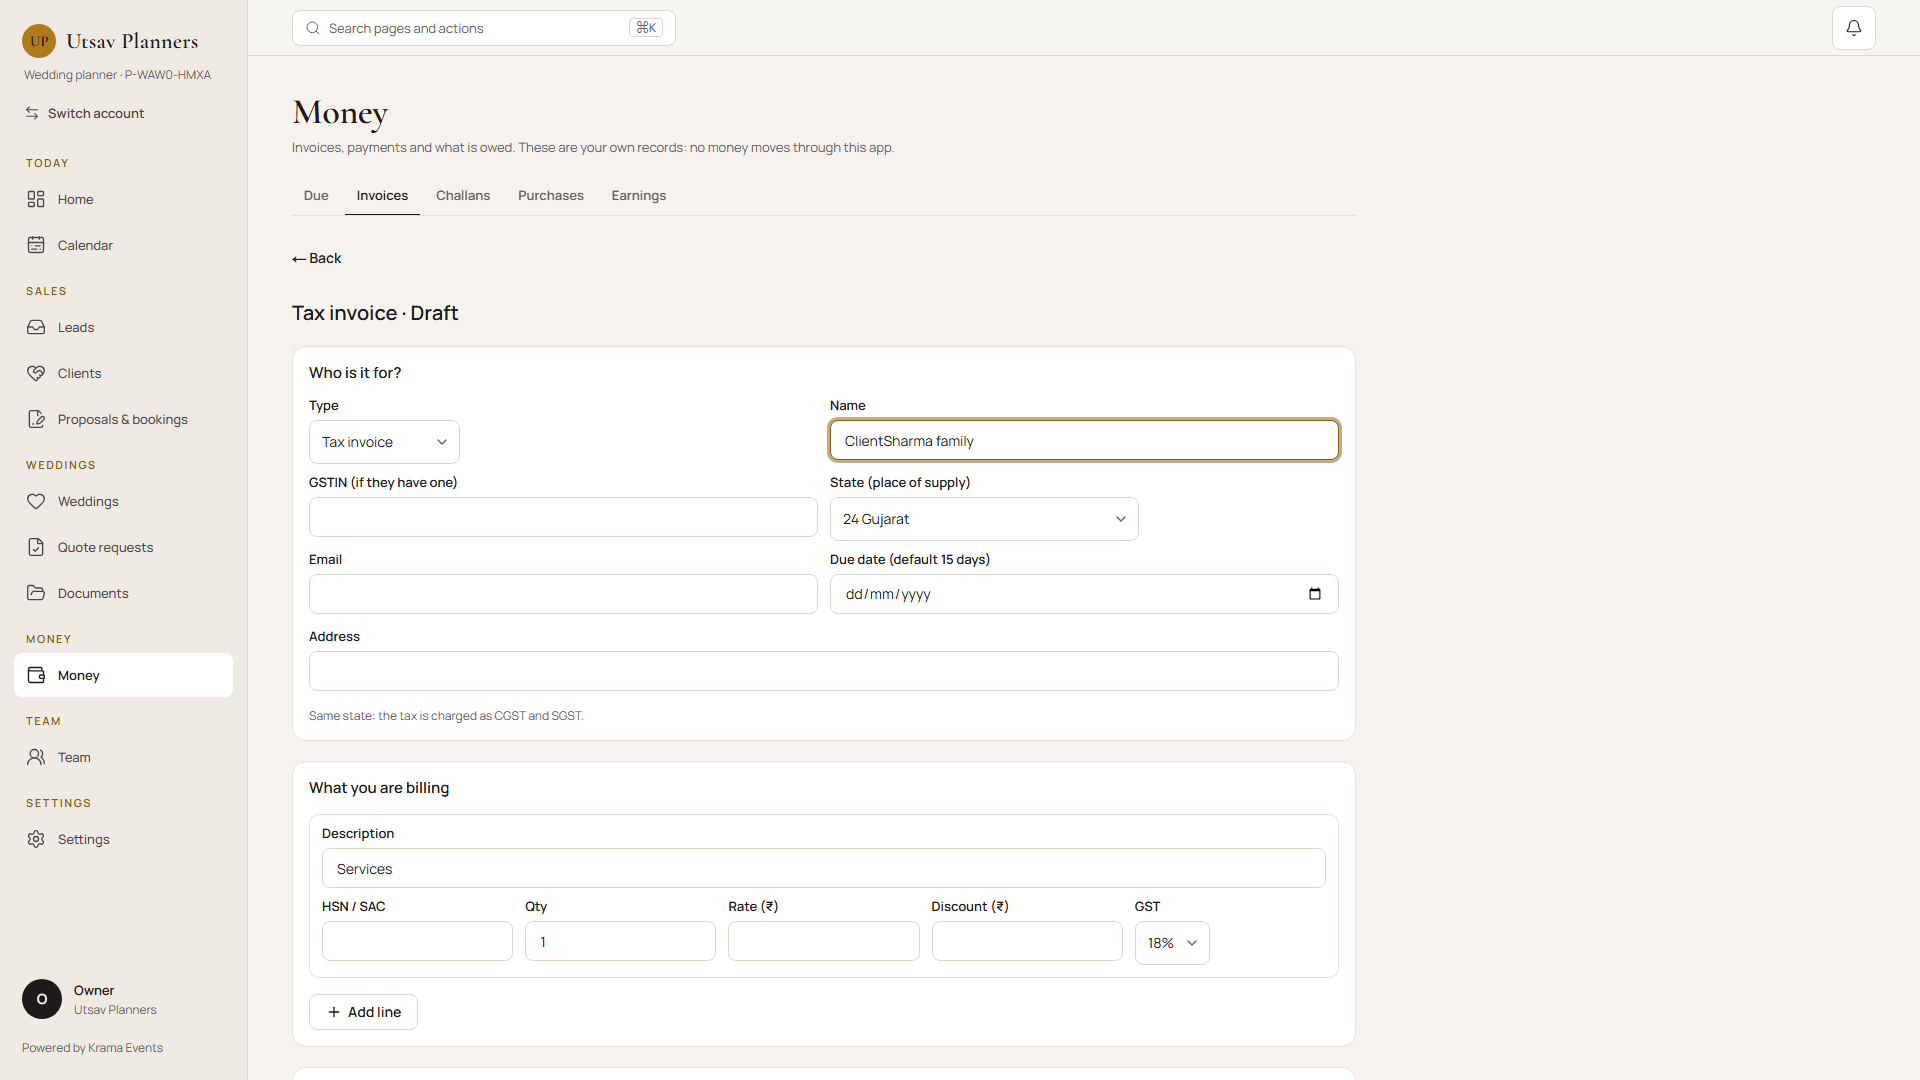 UP Utsav Planners
Wedding planner · P-WAW0-HMXA
Switch account
TODAY
Home
Calendar
SALES
Leads
Clients
Proposals & bookings
WEDDINGS
Weddings
Quote requests
Documents
MONEY
Money
TEAM
Team
SETTINGS
Settings
O Owner
Utsav Planners
Powered by Krama Events
Search pages and actions ⌘K
Money
Invoices, payments and what is owed. These are your own records: no money moves through this app.
Due Invoices Challans Purchases Earnings
← Back
Tax invoice · Draft
Who is it for?
Type Name
Tax invoice ClientSharma family
GSTIN (if they have one) State (place of supply)
24 Gujarat
Email Due date (default 15 days)
dd/mm/yyyy
Address
Same state: the tax is charged as CGST and SGST.
What you are billing
Description
Services
HSN / SAC Qty Rate (₹) Discount (₹) GST
1 18%
+ Add line